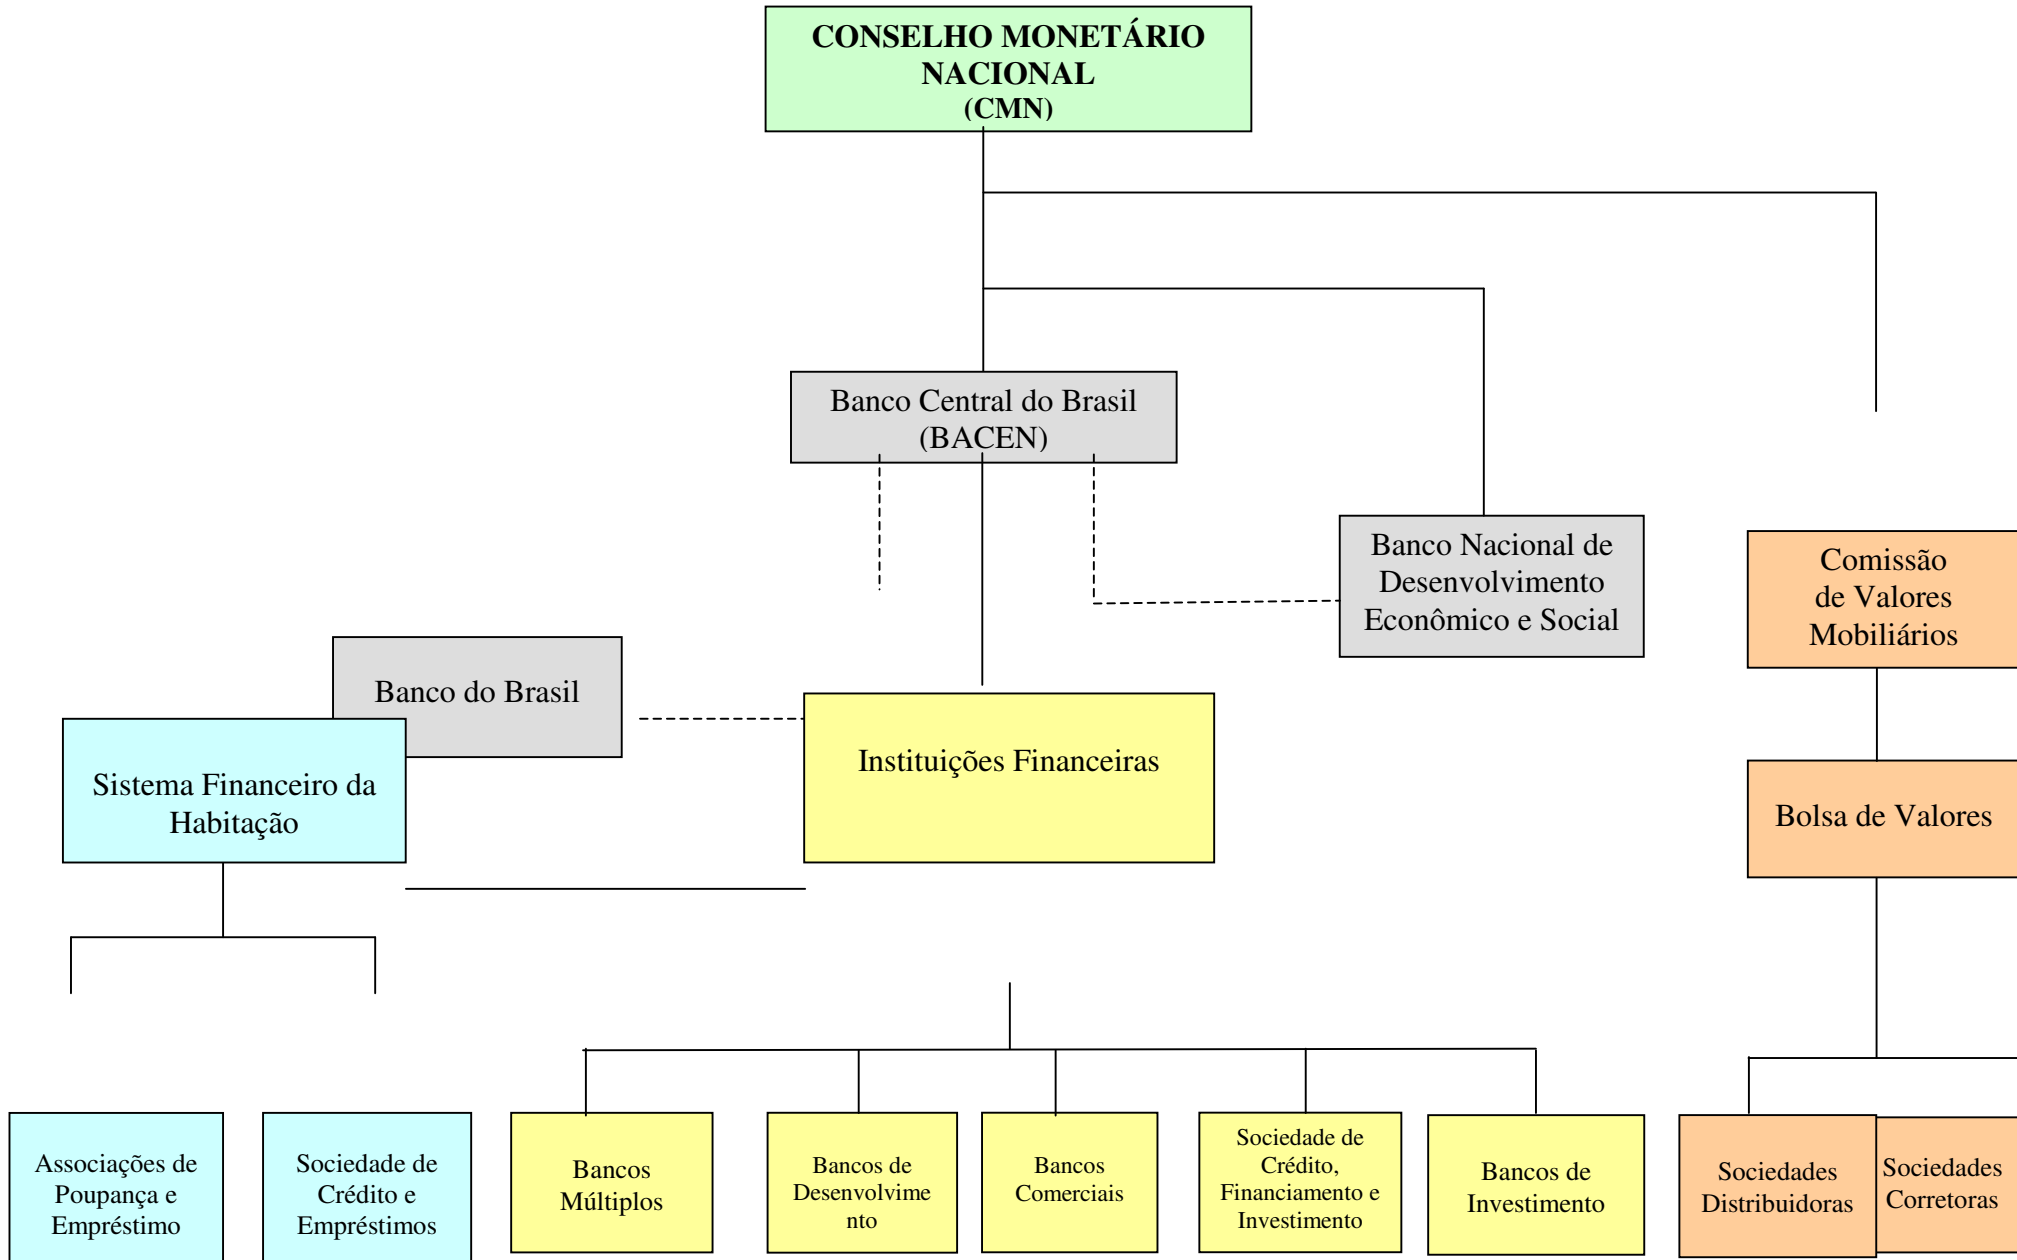 CONSELHO MONETÁRIO
NACIONAL
(CMN)
Banco Central do Brasil
(BACEN)
Banco Nacional de
Desenvolvimento
Econômico e Social
Comissão
de Valores
Mobiliários
Banco do Brasil
Sistema Financeiro da
Habitação
Instituições Financeiras
Bolsa de Valores
Associações de
Poupança e
Empréstimo
Sociedade de
Crédito e
Empréstimos
Bancos
Múltiplos
Bancos de
Desenvolvime
nto
Bancos
Comerciais
Sociedade de
Crédito,
Financiamento e
Investimento
Bancos de
Investimento
Sociedades
Distribuidoras
Sociedades
Corretoras